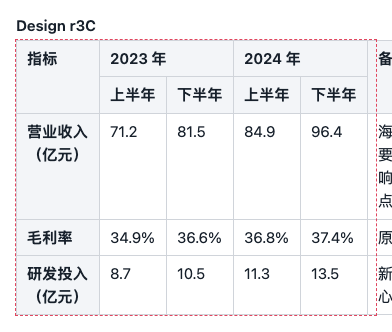 Design r3C
指标 2023 年 2024 年 备
上半年 下半年 上半年 下半年
营业收入 71.2 81.5 84.9 96.4 海
（亿元） 要
响
点
毛利率 34.9% 36.6% 36.8% 37.4% 原
研发投入 8.7 10.5 11.3 13.5 新
（亿元） 心